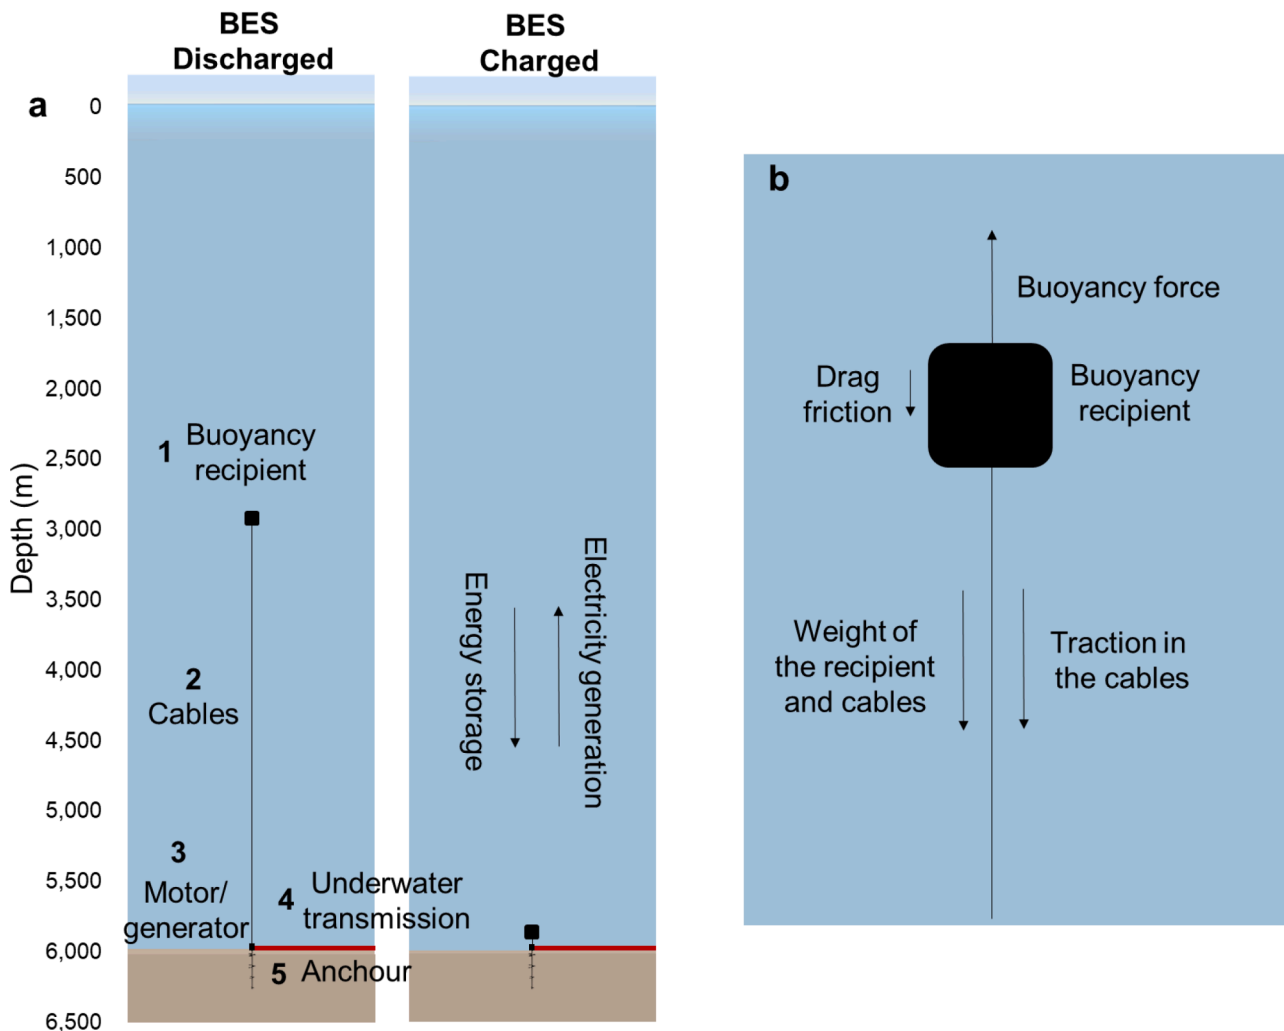 BES
Discharged
BES
Charged
a
0
500
1,000
1,500
2,000
2,500
3,000
3,500
4,000
4,500
5,000
5,500
6,000
6,500
Depth (m)
1
Buoyancy
recipient
2
Cables
3
Motor/
generator
4
Underwater
transmission
5
Anchour
Energy storage
Electricity generation
b
Buoyancy force
Drag
friction
Buoyancy
recipient
Weight of
the recipient
and cables
Traction in
the cables